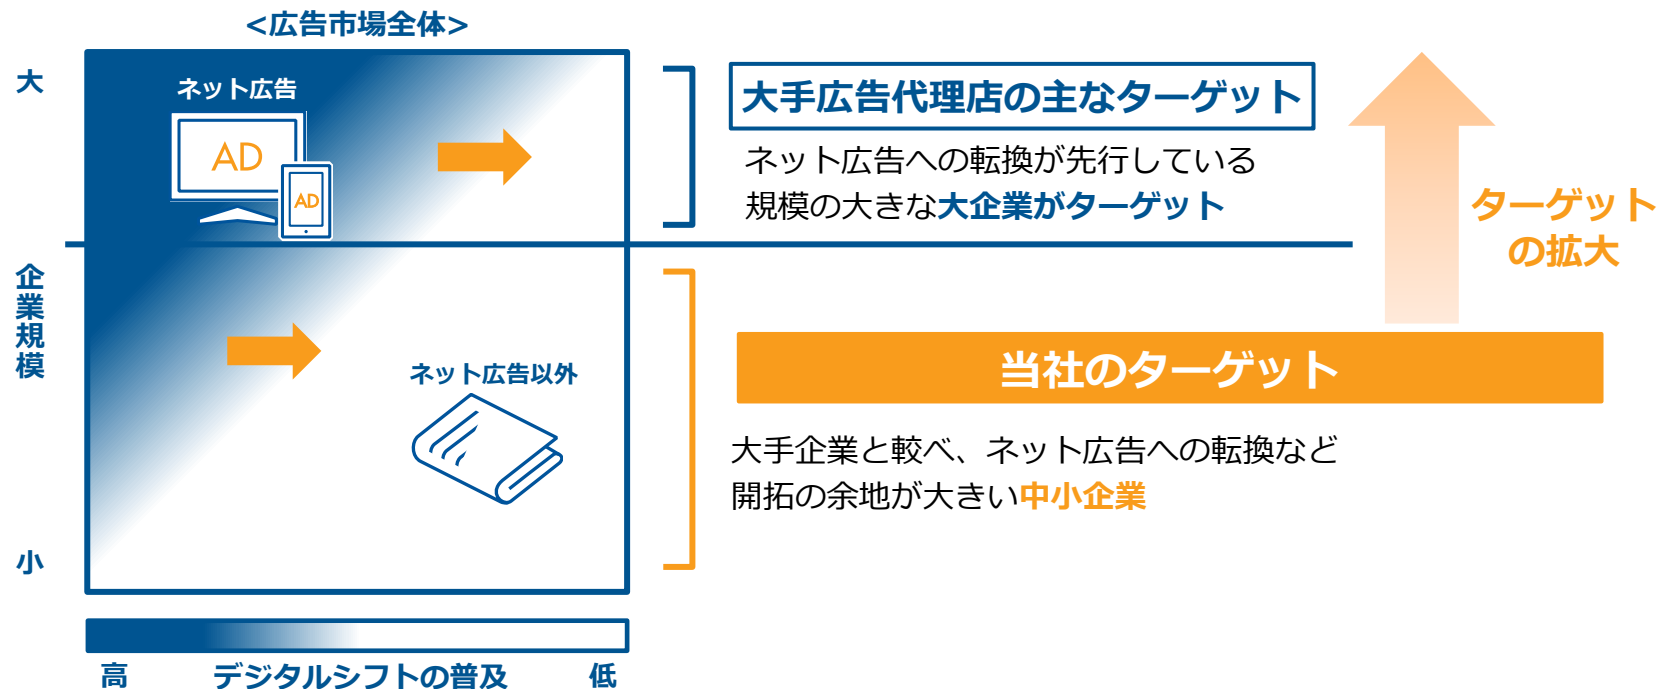 <広告市場全体>
大
ネット広告
AD
AD
企業規模
ネット広告以外
小
高
デジタルシフトの普及
低
大手広告代理店の主なターゲット
ネット広告への転換が先行している
規模の大きな大企業がターゲット
ターゲット
の拡大
当社のターゲット
大手企業と較べ、ネット広告への転換など
開拓の余地が大きい中小企業